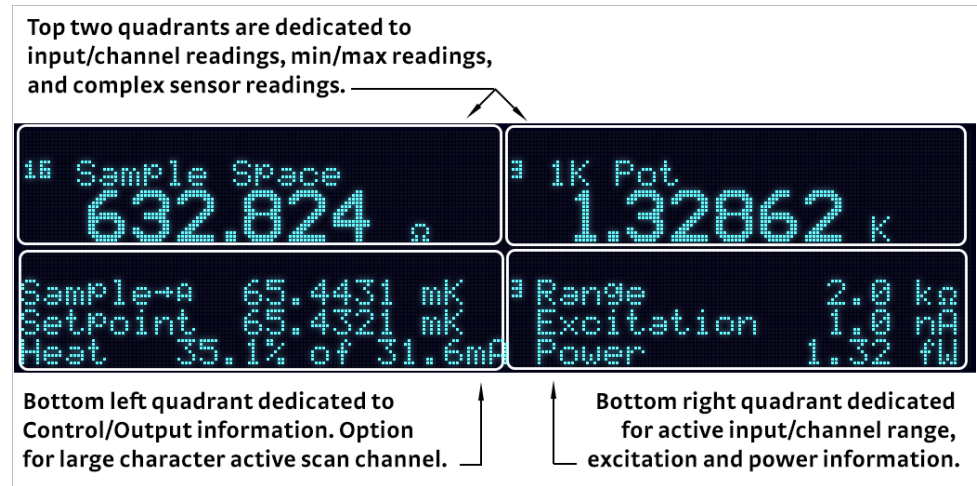 Top two quadrants are dedicated to
input/channel readings, min/max readings,
and complex sensor readings.
16 Sample Space
632.824 Ω
3 1K Pot
1.32862 K
Sample→A 65.4431 mK
Setpoint 65.4321 mK
Heat 35.1% of 31.6mA
3 Range 2.0 kΩ
Excitation 1.0 nA
Power 1.32 fW
Bottom left quadrant dedicated to
Control/Output information. Option
for large character active scan channel.
Bottom right quadrant dedicated
for active input/channel range,
excitation and power information.